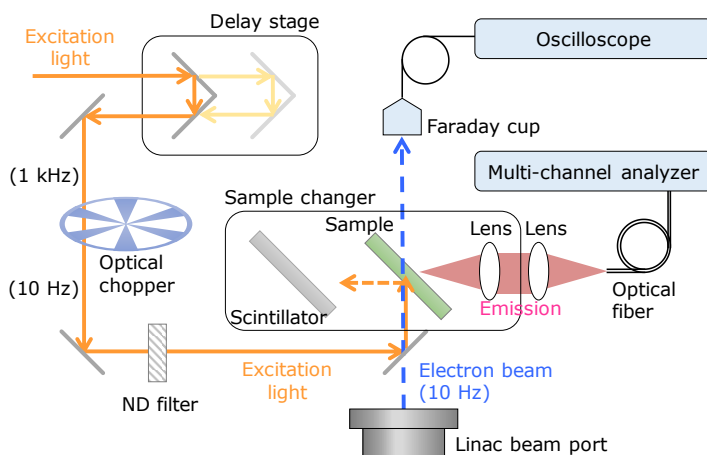 Excitation
light
Delay stage
Oscilloscope
Faraday cup
Multi-channel analyzer
(1 kHz)
Sample changer
Sample
Lens
Lens
Optical
chopper
(10 Hz)
Scintillator
Emission
Optical
fiber
Excitation
light
Electron beam
(10 Hz)
ND filter
Linac beam port